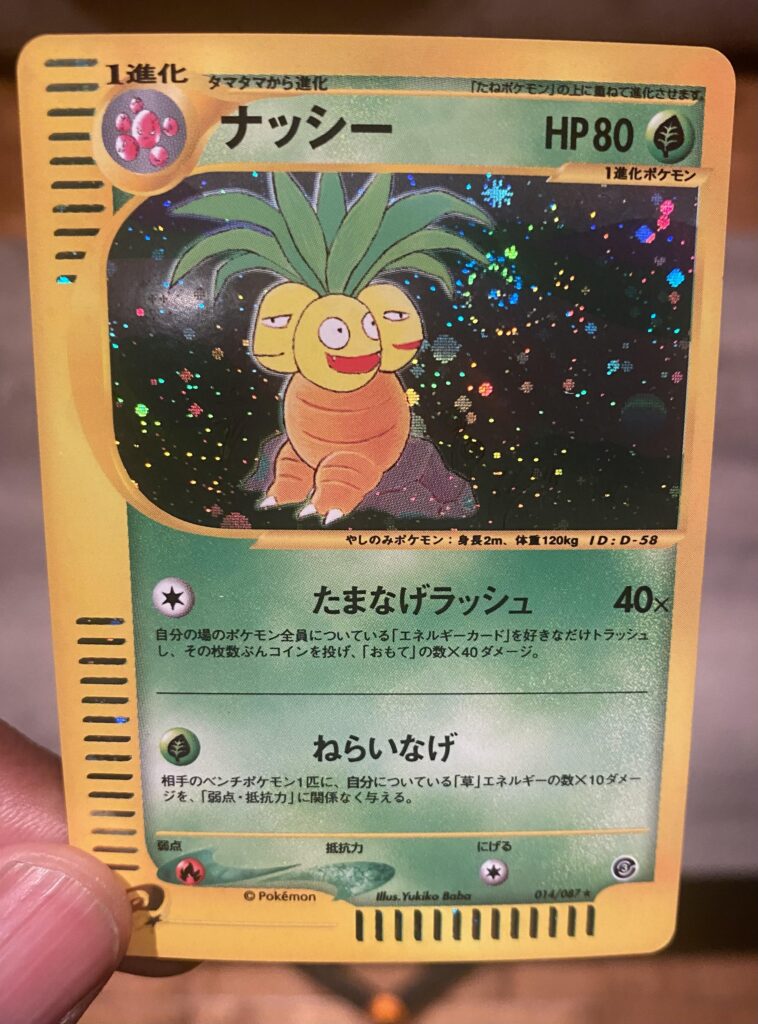 1進化
タマタマから進化
「たねポケモン」の上に重ねて進化させます。
ナッシー
HP 80
1進化ポケモン
やしのみポケモン：身長2m、体重120kg ID:D-58
たまなげラッシュ 40×
自分の場のポケモン全員についている「エネルギーカード」を好きなだけトラッシュ
し、その枚数ぶんコインを投げ、「おもて」の数×40ダメージ。
ねらいなげ
相手のベンチポケモン1匹に、自分についている「草」エネルギーの数×10ダメー
ジを、「弱点・抵抗力」に関係なく与える。
弱点 抵抗力 にげる
©Pokémon Illus.Yukiko Baba 014/087★